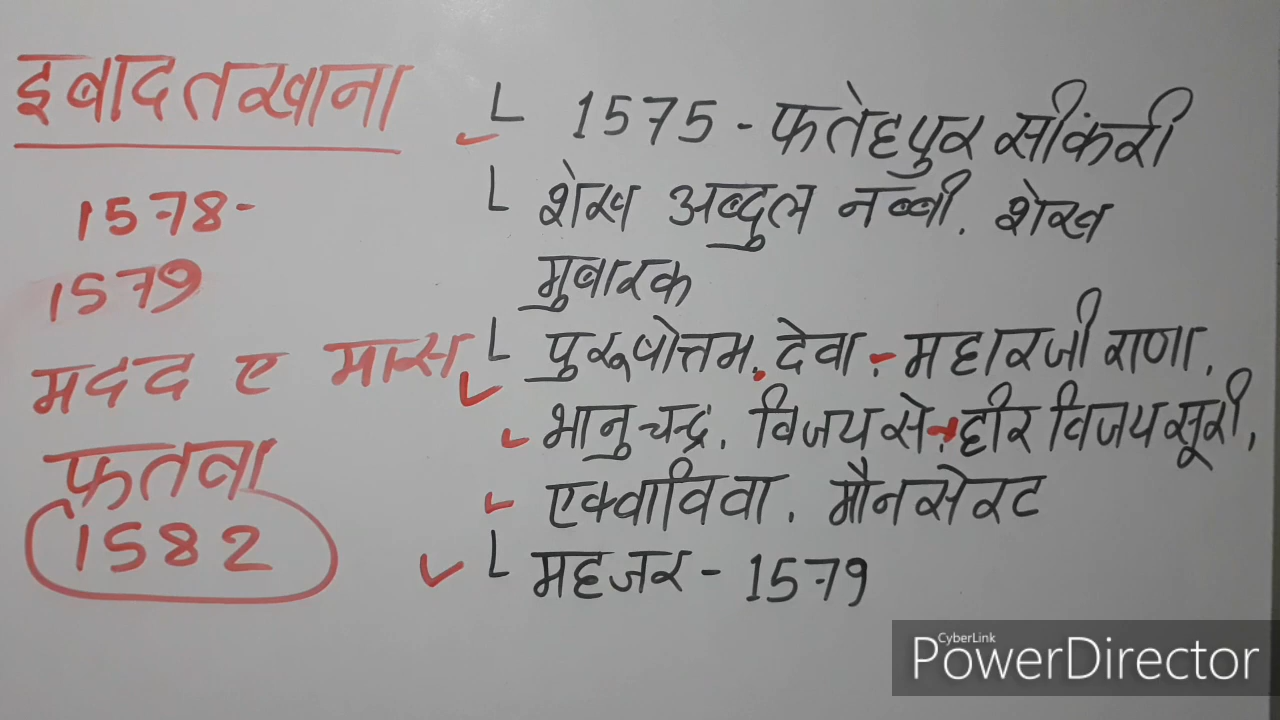 इबादतखाना
1578-
1579
मदद ए मास
फ़तवा
1582
1575 - फतेहपुर सीकरी
शेख अब्दुल नब्बी. शेख
मुबारक
पुरुषोत्तम. देवा - महारजी राणा,
भानुचन्द्र. विजयसे हीर विजय सूरी,
एक्वाविवा. मौनसेरट
महजर - 1579
CyberLink
PowerDirector